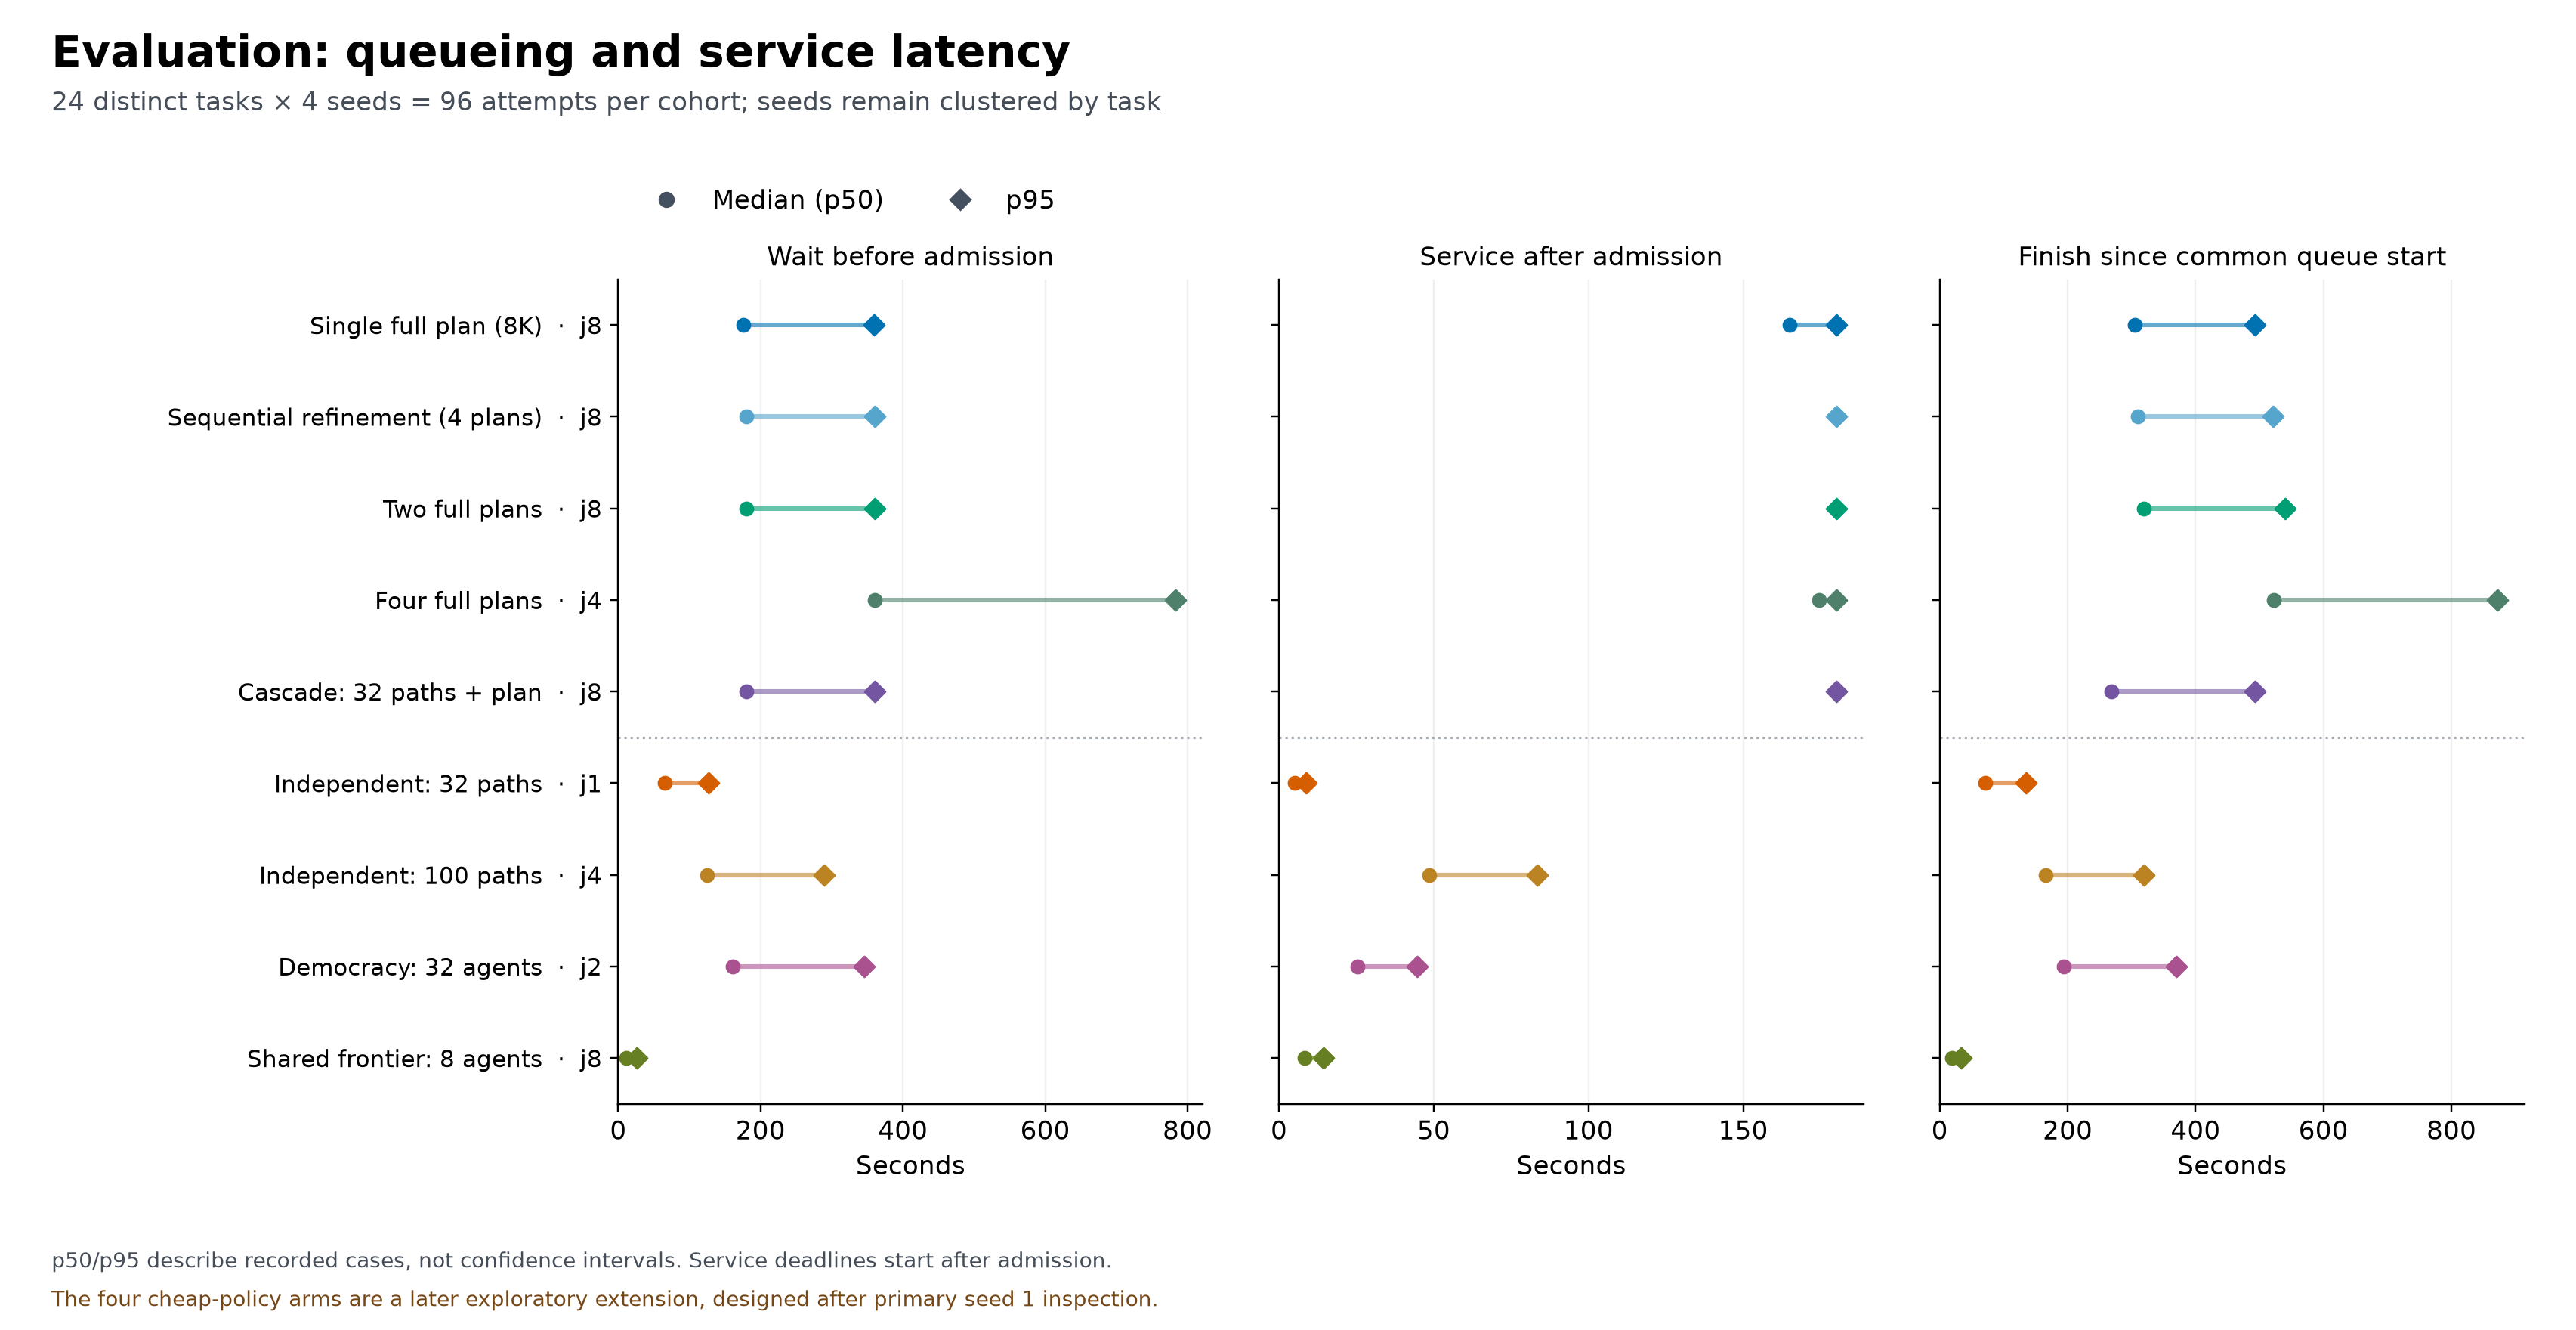 Evaluation: queueing and service latency
24 distinct tasks × 4 seeds = 96 attempts per cohort; seeds remain clustered by task
Median (p50)
p95
Wait before admission
Service after admission
Finish since common queue start
Single full plan (8K) · j8
Sequential refinement (4 plans) · j8
Two full plans · j8
Four full plans · j4
Cascade: 32 paths + plan · j8
Independent: 32 paths · j1
Independent: 100 paths · j4
Democracy: 32 agents · j2
Shared frontier: 8 agents · j8
0 200 400 600 800
0 50 100 150
0 200 400 600 800
Seconds
Seconds
Seconds
p50/p95 describe recorded cases, not confidence intervals. Service deadlines start after admission.
The four cheap-policy arms are a later exploratory extension, designed after primary seed 1 inspection.